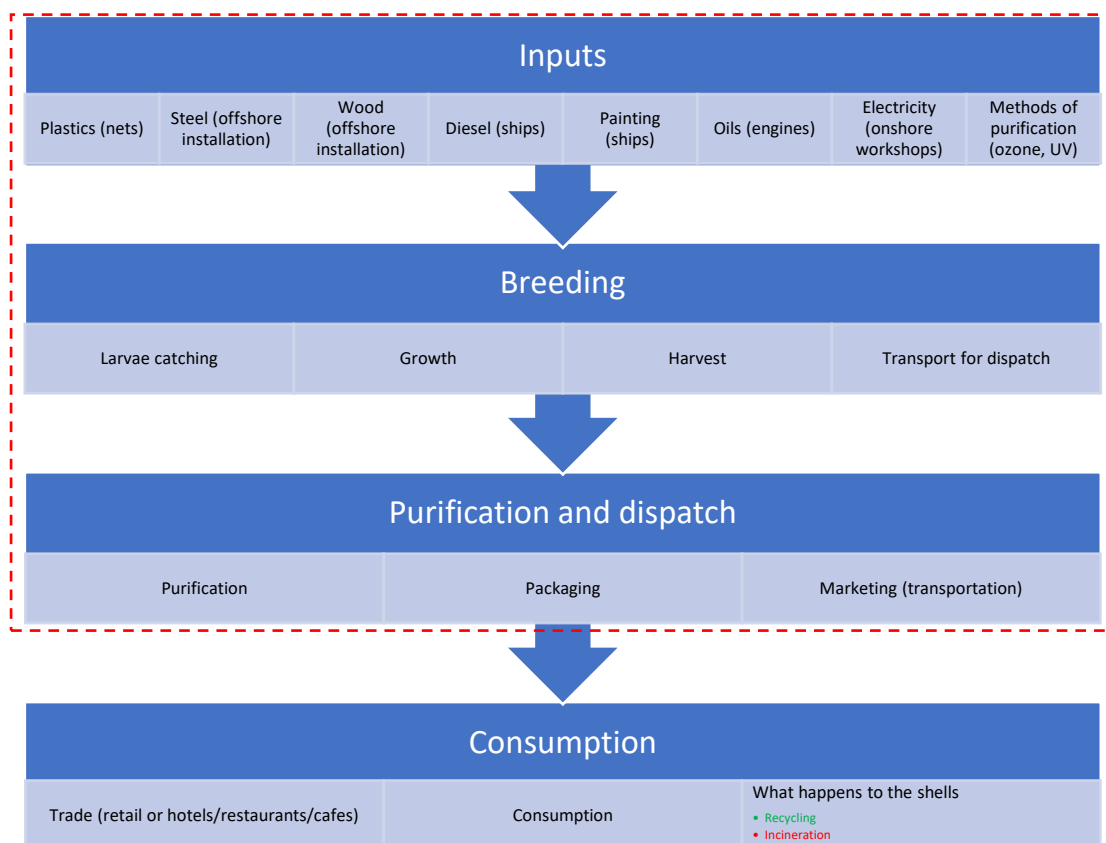 Inputs
Plastics (nets)
Steel (offshore
installation)
Wood
(offshore
installation)
Diesel (ships)
Painting
(ships)
Oils (engines)
Electricity
(onshore
workshops)
Methods of
purification
(ozone, UV)
Breeding
Larvae catching
Growth
Harvest
Transport for dispatch
Purification and dispatch
Purification
Packaging
Marketing (transportation)
Consumption
Trade (retail or hotels/restaurants/cafes)
Consumption
What happens to the shells
• Recycling
• Incineration